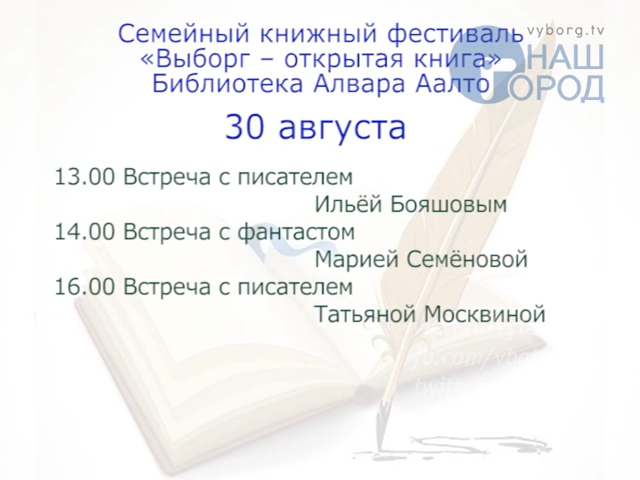 Семейный книжный фестиваль
vyborg.tv
«Выборг – открытая книга»
НАШ
ГОРОД
Библиотека Алвара Аалто
30 августа
13.00 Встреча с писателем
Ильёй Бояшовым
14.00 Встреча с фантастом
Марией Семёновой
16.00 Встреча с писателем
Татьяной Москвиной